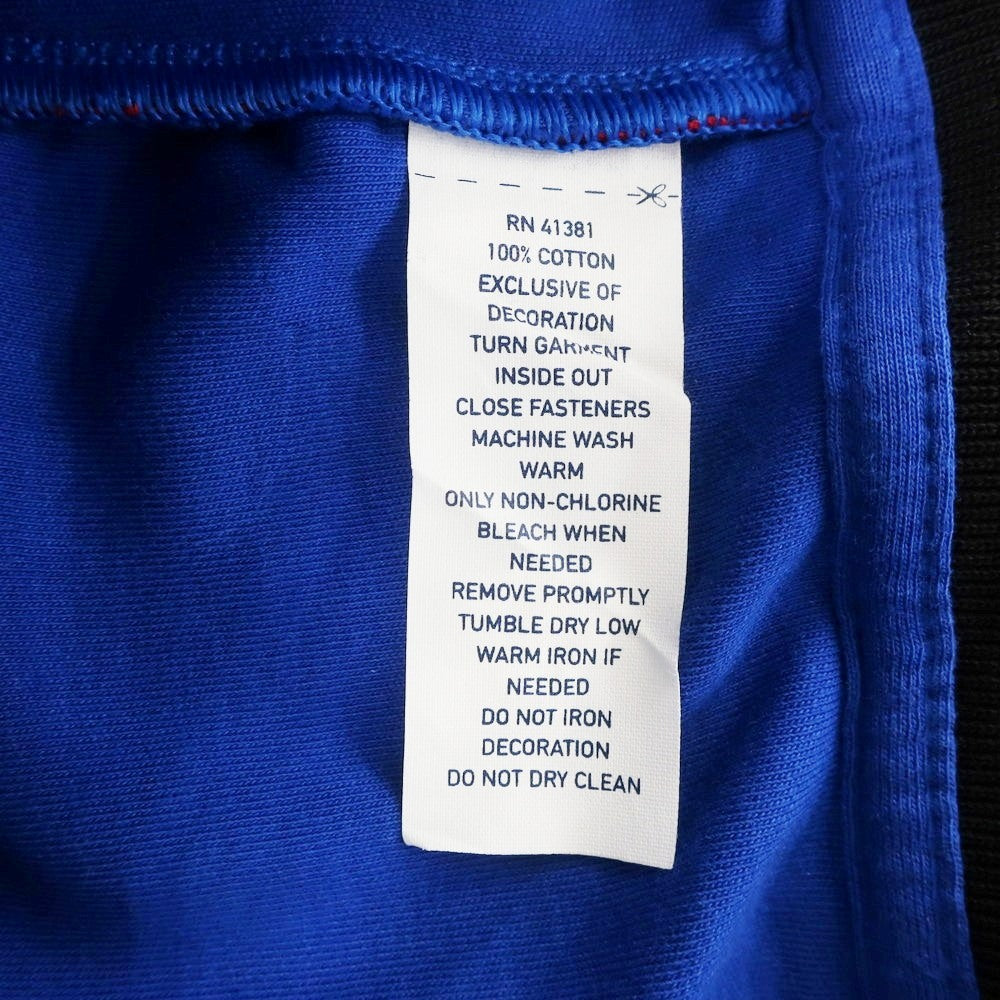 RN 41381
100% COTTON
EXCLUSIVE OF
DECORATION
TURN GARMENT
INSIDE OUT
CLOSE FASTENERS
MACHINE WASH
WARM
ONLY NON-CHLORINE
BLEACH WHEN
NEEDED
REMOVE PROMPTLY
TUMBLE DRY LOW
WARM IRON IF
NEEDED
DO NOT IRON
DECORATION
DO NOT DRY CLEAN